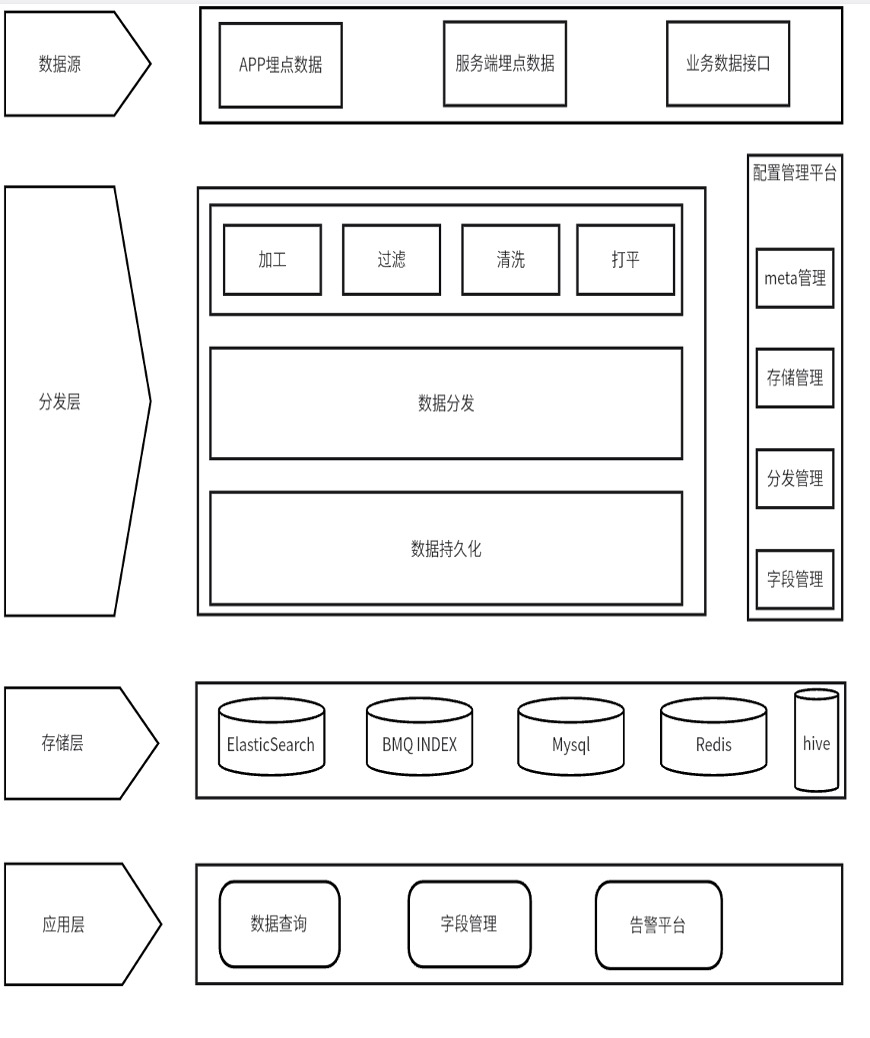 数据源
APP埋点数据
服务端埋点数据
业务数据接口
配置管理平台
分发层
加工
过滤
清洗
打平
数据分发
数据持久化
meta管理
存储管理
分发管理
字段管理
存储层
ElasticSearch
BMQ INDEX
Mysql
Redis
hive
应用层
数据查询
字段管理
告警平台